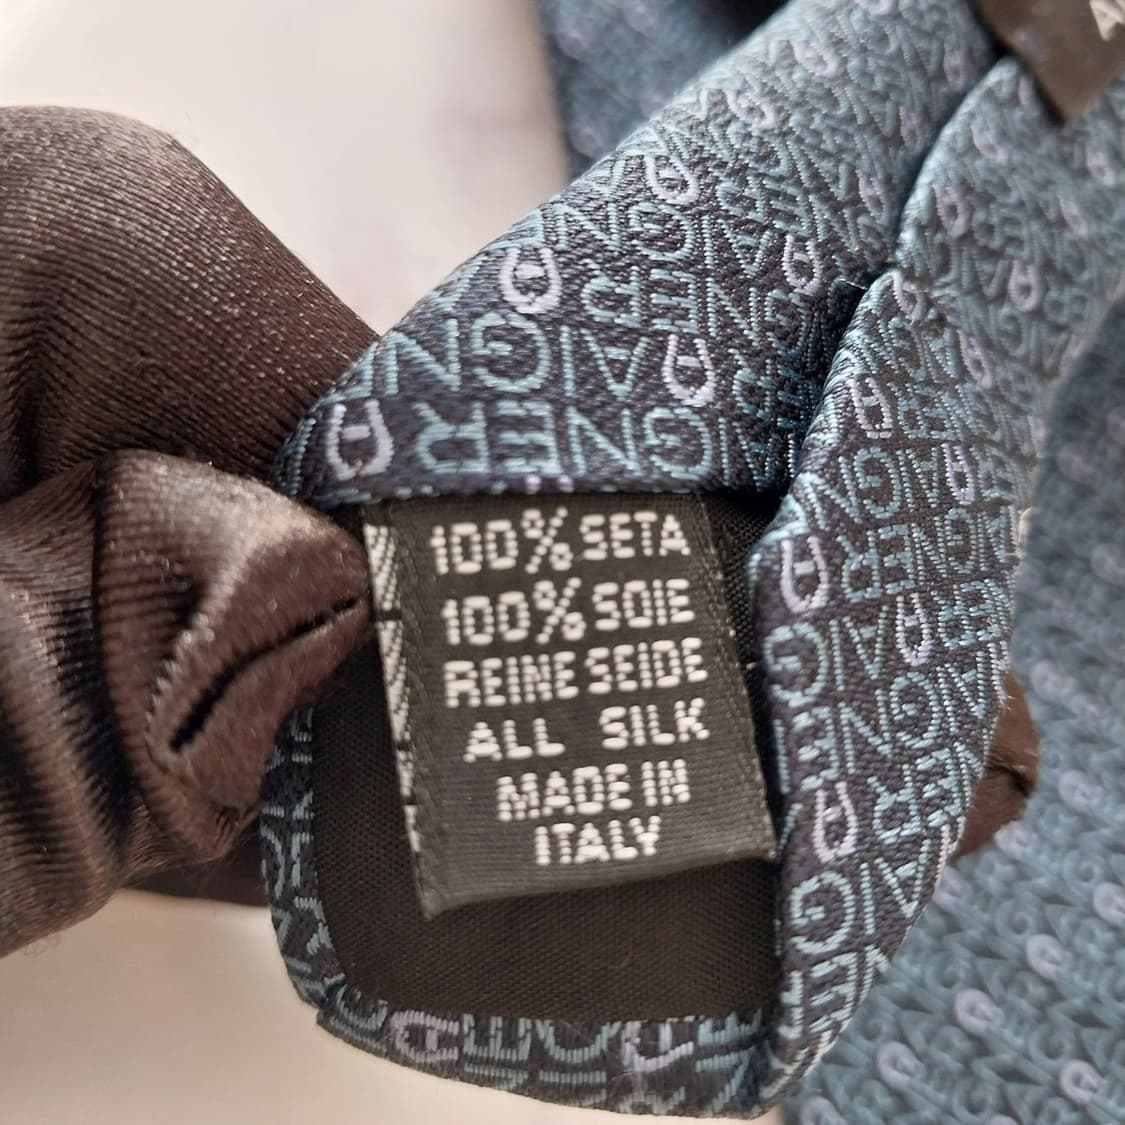 100% SETA
100% SOIE
REINE SEIDE
ALL SILK
MADE IN
ITALY
AIGNER